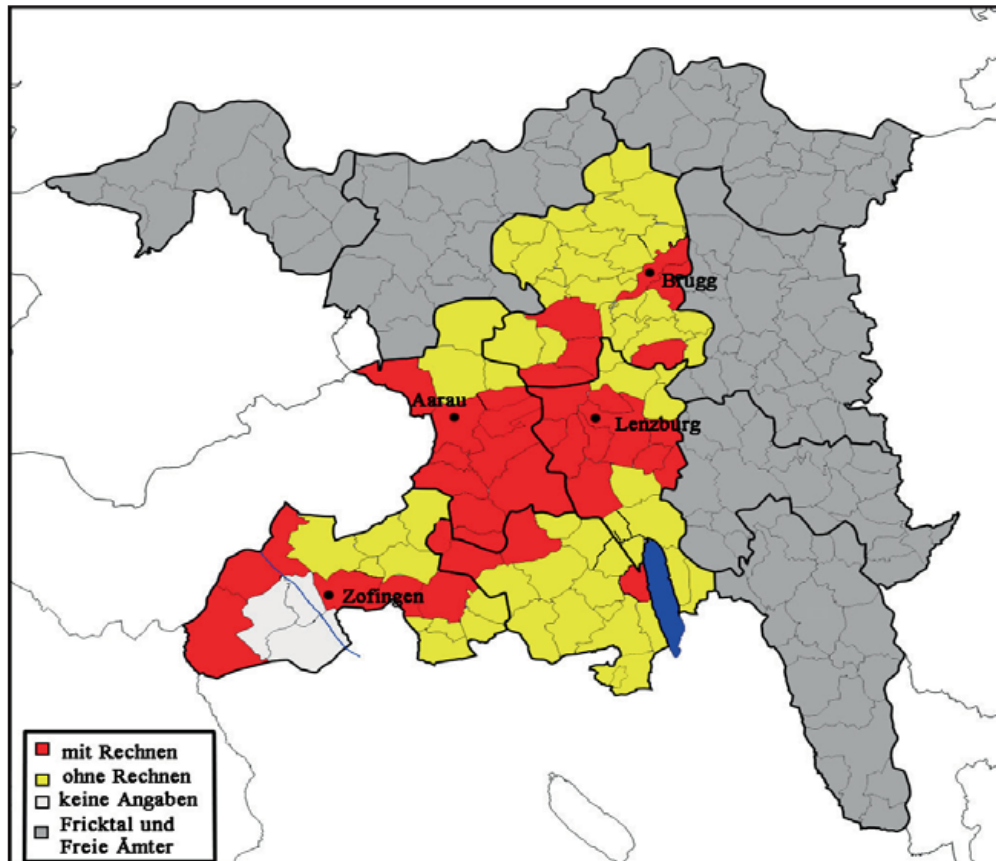 Brugg
Aarau
Lenzburg
Zofingen
mit Rechnen
ohne Rechnen
keine Angaben
Fricktal und
Freie Ämter